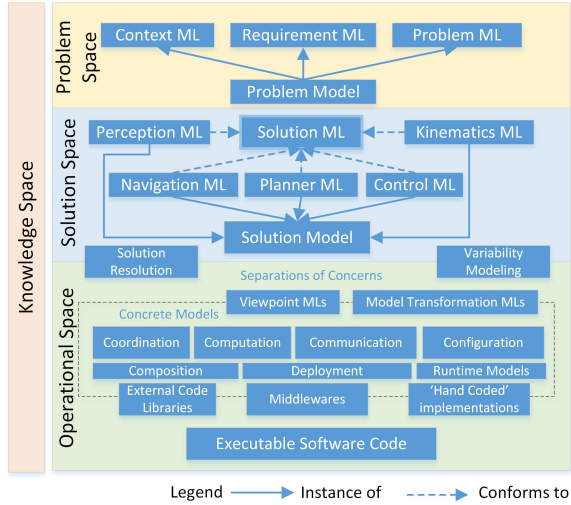 Knowledge Space
Problem
Space
Context ML
Requirement ML
Problem ML
Problem Model
Solution Space
Perception ML
Solution ML
Kinematics ML
Navigation ML
Planner ML
Control ML
Solution Model
Solution
Resolution
Variability
Modeling
Operational Space
Separations of Concerns
Viewpoint MLs
Model Transformation MLs
Concrete Models
Coordination
Computation
Communication
Configuration
Composition
Deployment
Runtime Models
External Code
Libraries
Middlewares
‘Hand Coded’
implementations
Executable Software Code
Legend
Instance of
Conforms to